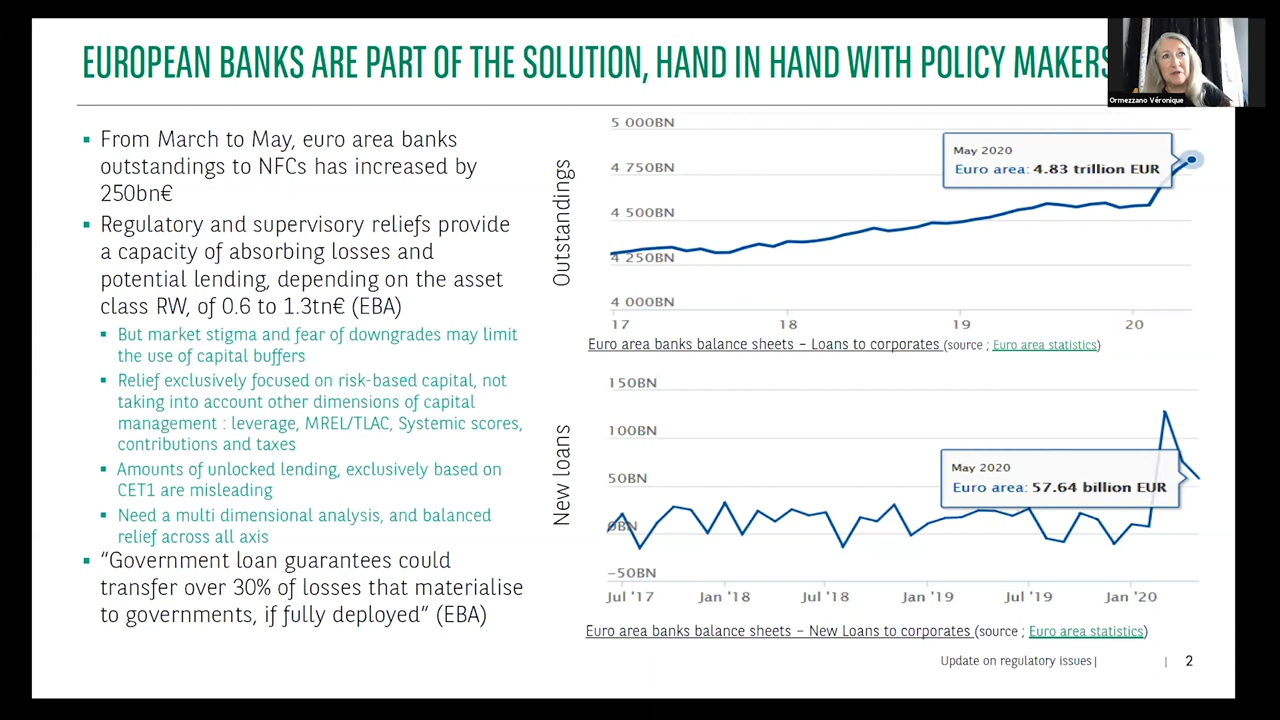 EUROPEAN BANKS ARE PART OF THE SOLUTION, HAND IN HAND WITH POLICY MAKERS
Ormezzano Véronique
▪ From March to May, euro area banks
outstandings to NFCs has increased by
250bn€
▪ Regulatory and supervisory reliefs provide
a capacity of absorbing losses and
potential lending, depending on the asset
class RW, of 0.6 to 1.3tn€ (EBA)
▪ But market stigma and fear of downgrades may limit
the use of capital buffers
▪ Relief exclusively focused on risk-based capital, not
taking into account other dimensions of capital
management : leverage, MREL/TLAC, Systemic scores,
contributions and taxes
▪ Amounts of unlocked lending, exclusively based on
CET1 are misleading
▪ Need a multi dimensional analysis, and balanced
relief across all axis
▪ “Government loan guarantees could
transfer over 30% of losses that materialise
to governments, if fully deployed“ (EBA)
Outstandings
5 000BN
4 750BN
4 500BN
4 250BN
4 000BN
May 2020
Euro area: 4.83 trillion EUR
17 18 19 20
Euro area banks balance sheets – Loans to corporates (source ; Euro area statistics)
New loans
150BN
100BN
50BN
0BN
−50BN
May 2020
Euro area: 57.64 billion EUR
Jul '17 Jan '18 Jul '18 Jan '19 Jul '19 Jan '20
Euro area banks balance sheets – New Loans to corporates (source ; Euro area statistics)
Update on regulatory issues| | 2